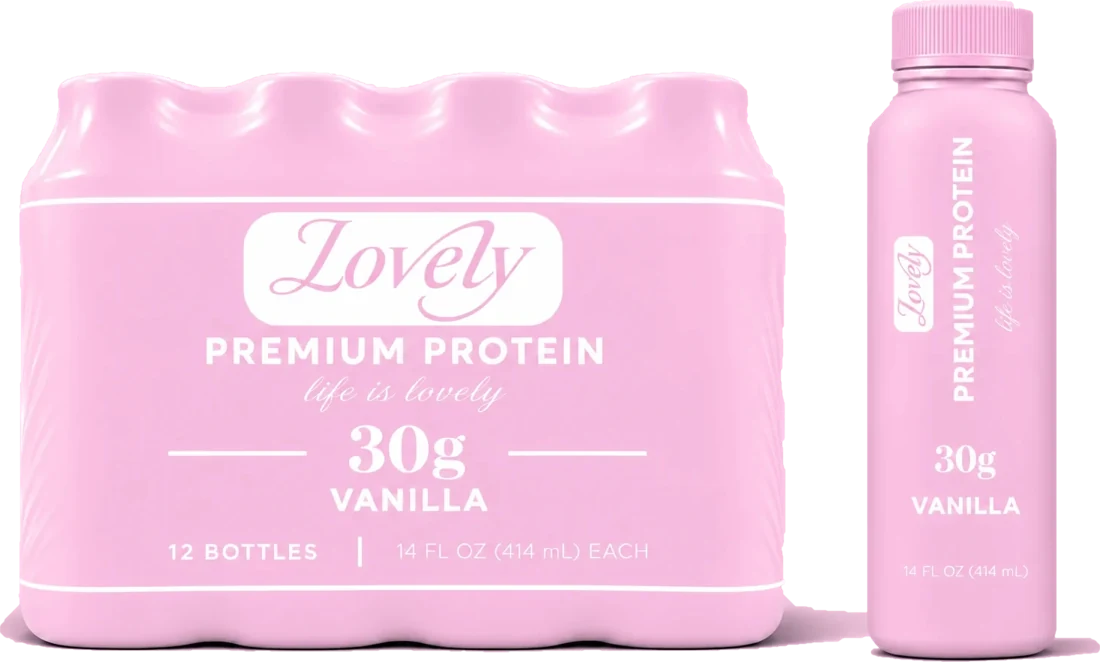 Lovely
PREMIUM PROTEIN
life is lovely
30g
VANILLA
12 BOTTLES | 14 FL OZ (414 mL) EACH
Lovely
PREMIUM PROTEIN
life is lovely
30g
VANILLA
14 FL OZ (414 mL)